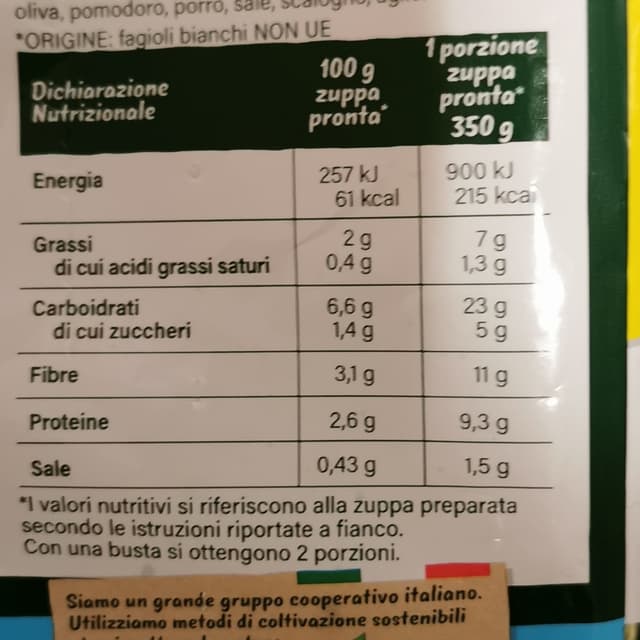 oliva, pomodoro, porro, sale,
*ORIGINE: fagioli bianchi NON UE
Dichiarazione Nutrizionale 100 g zuppa pronta* 1 porzione zuppa pronta* 350 g
Energia 257 kJ 900 kJ
61 kcal 215 kcal
Grassi 2 g 7 g
di cui acidi grassi saturi 0,4 g 1,3 g
Carboidrati 6,6 g 23 g
di cui zuccheri 1,4 g 5 g
Fibre 3,1 g 11 g
Proteine 2,6 g 9,3 g
Sale 0,43 g 1,5 g
*I valori nutritivi si riferiscono alla zuppa preparata
secondo le istruzioni riportate a fianco.
Con una busta si ottengono 2 porzioni.
Siamo un grande gruppo cooperativo italiano.
Utilizziamo metodi di coltivazione sostenibili